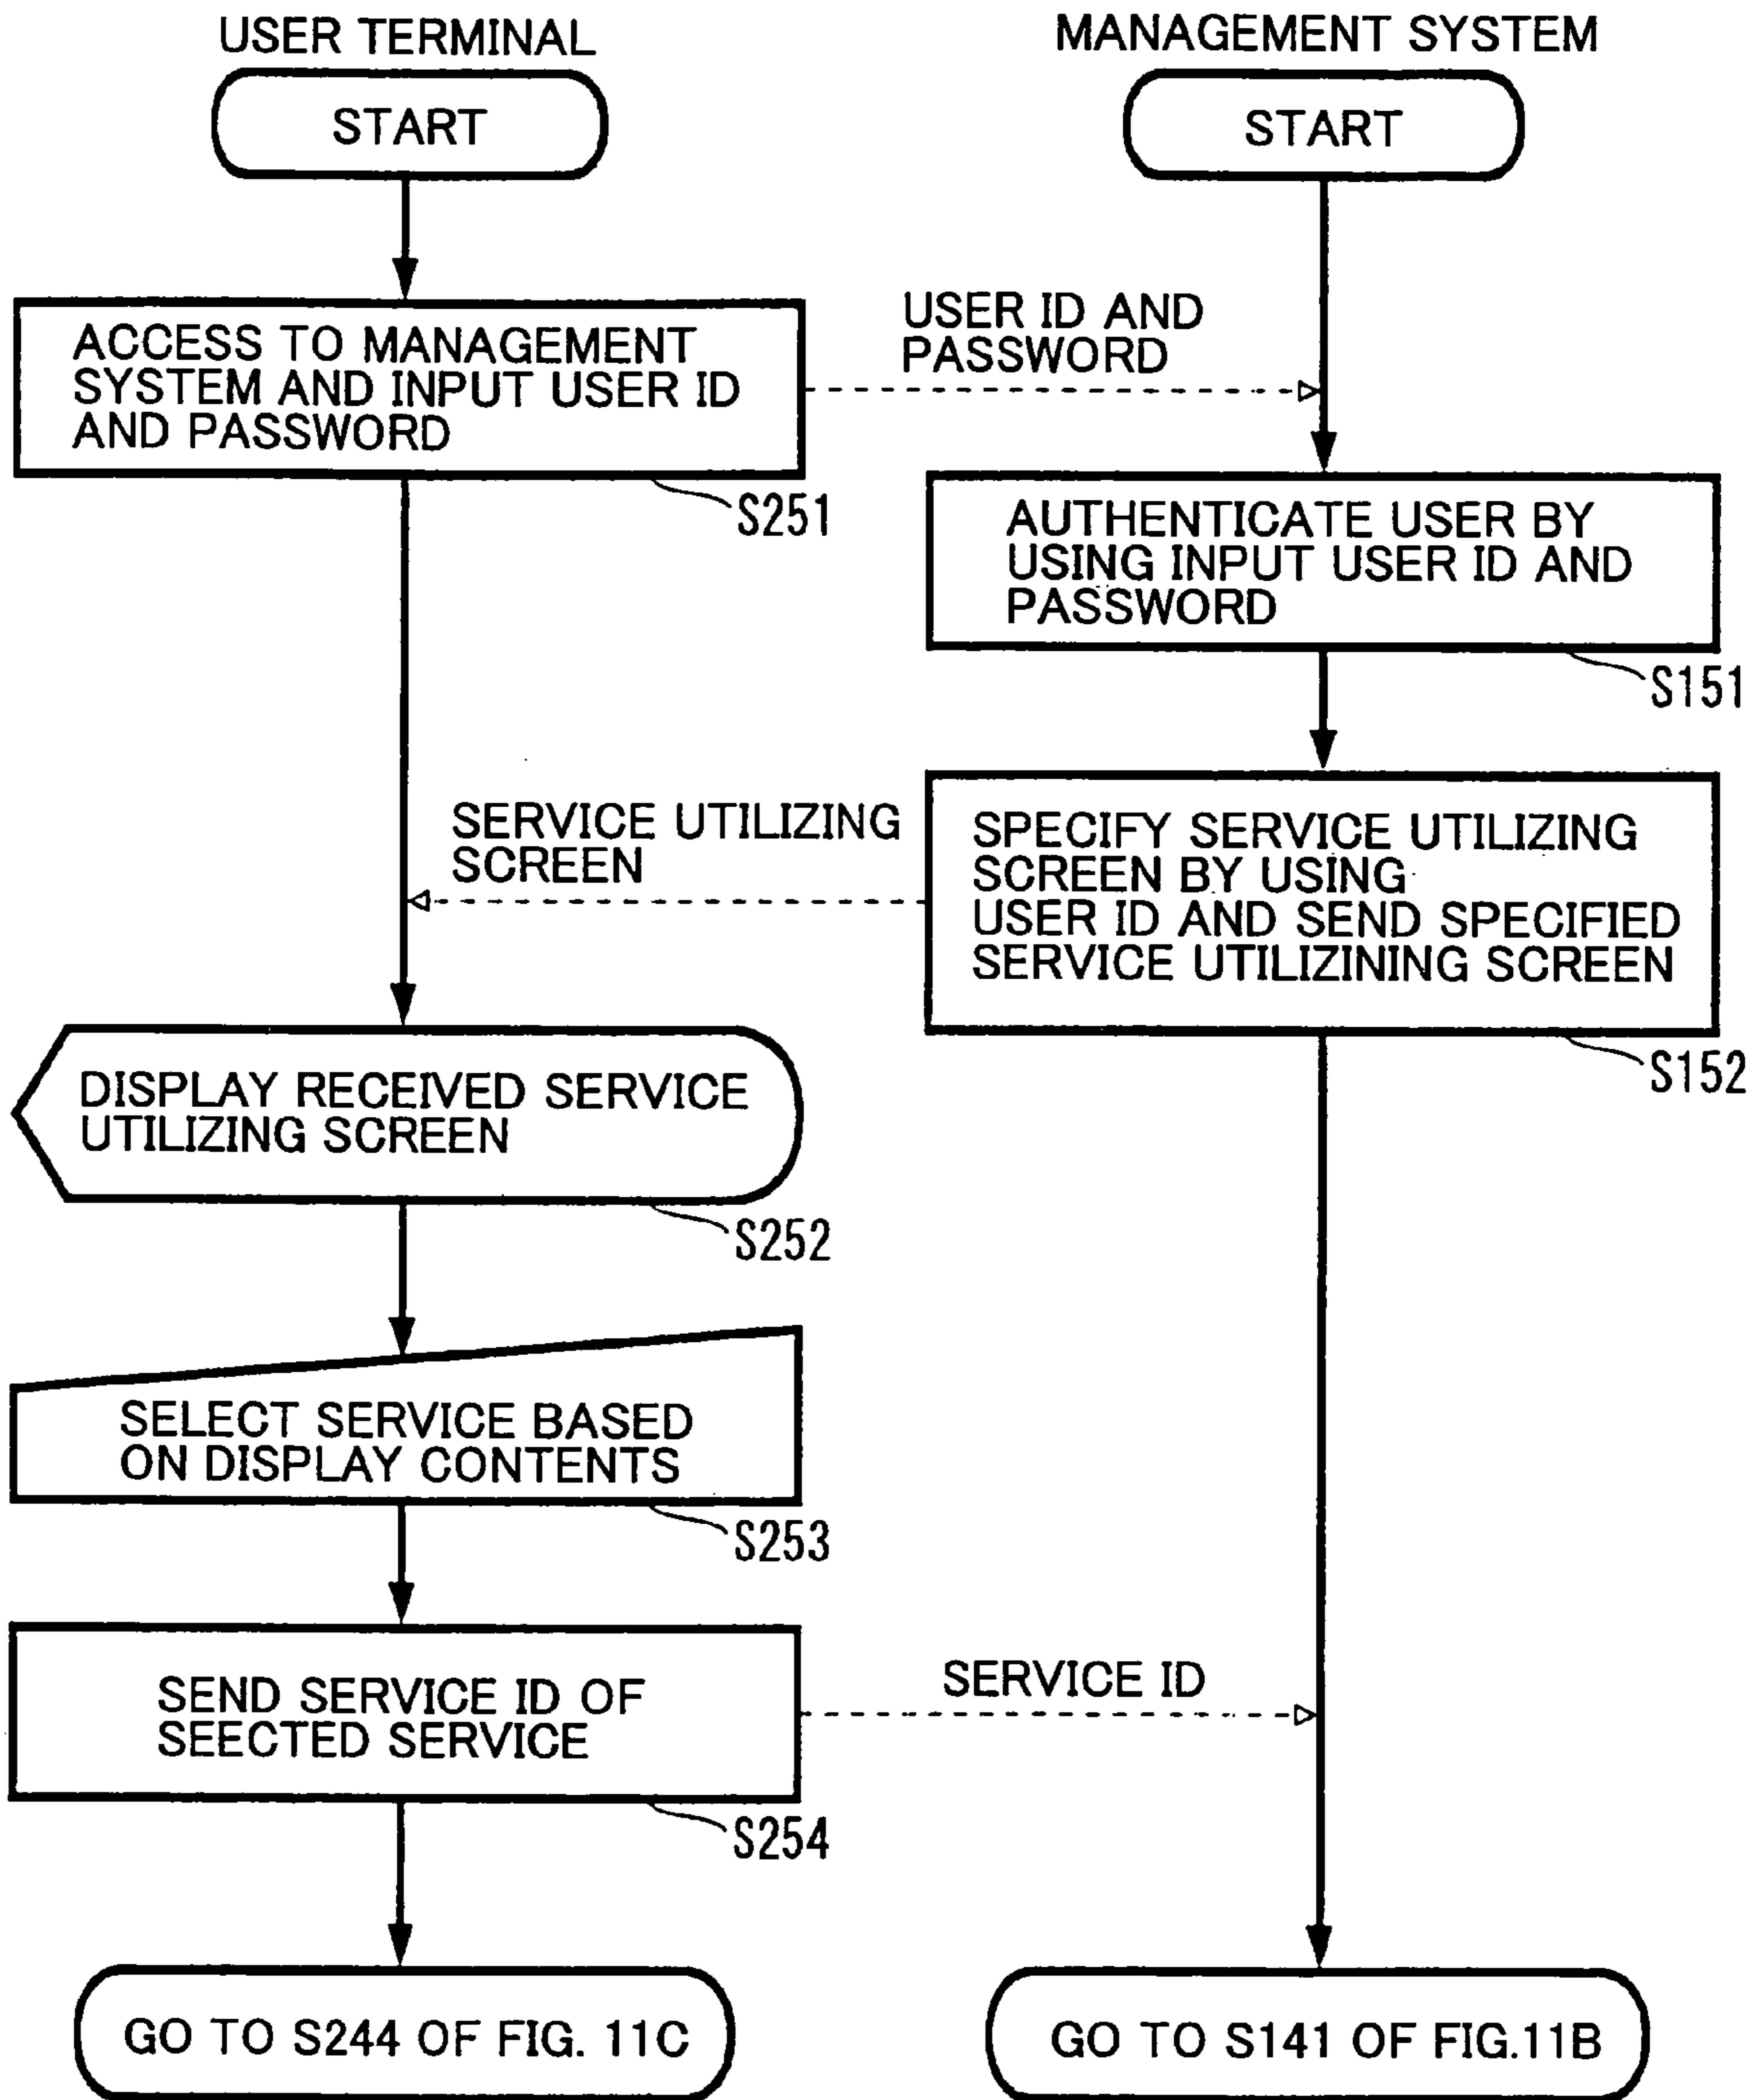 USER TERMINAL
START
ACCESS TO MANAGEMENT
SYSTEM AND INPUT USER ID
AND PASSWORD
S251
USER ID AND
PASSWORD
MANAGEMENT SYSTEM
START
AUTHENTICATE USER BY
USING INPUT USER ID AND
PASSWORD
S151
SPECIFY SERVICE UTILIZING
SCREEN BY USING
USER ID AND SEND SPECIFIED
SERVICE UTILIZINING SCREEN
S152
SERVICE UTILIZING
SCREEN
DISPLAY RECEIVED SERVICE
UTILIZING SCREEN
S252
SELECT SERVICE BASED
ON DISPLAY CONTENTS
S253
SEND SERVICE ID OF
SEECTED SERVICE
S254
SERVICE ID
GO TO S244 OF FIG. 11C
GO TO S141 OF FIG.11B